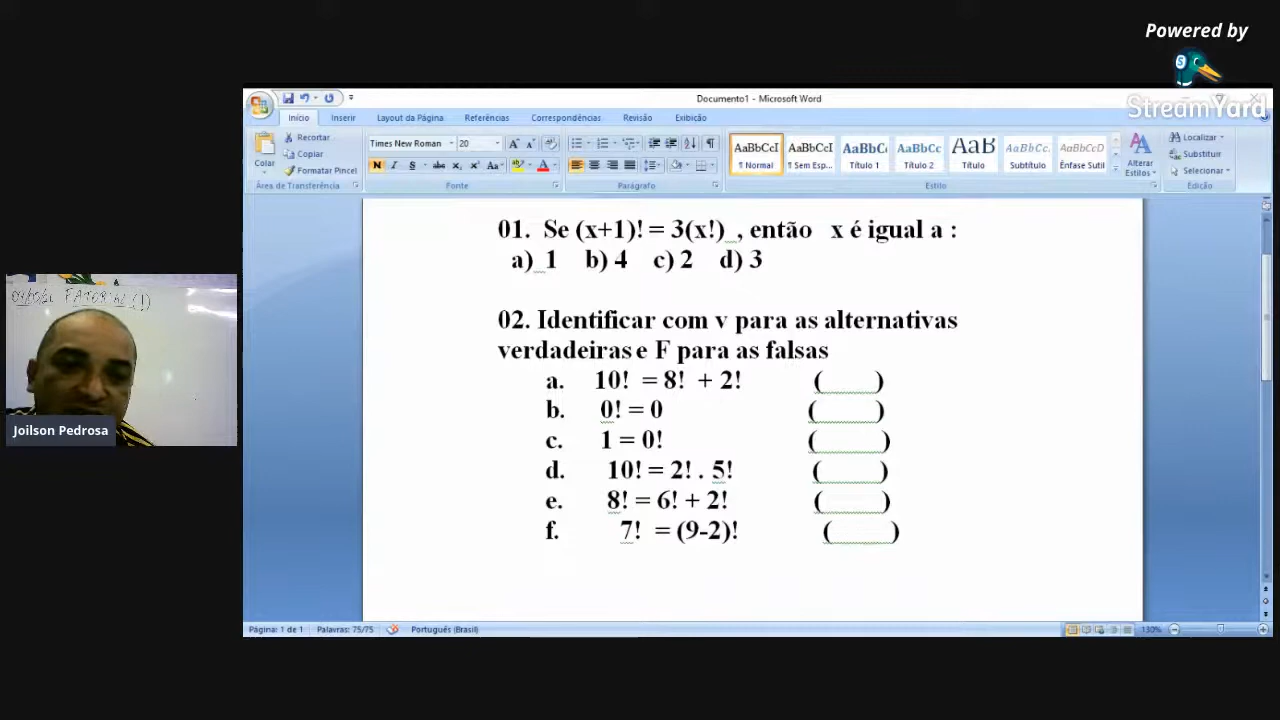 Powered by
StreamYard
Documento1 - Microsoft Word
Início Inserir Layout da Página Referências Correspondências Revisão Exibição
Colar
Recortar
Copiar
Formatar Pincel
Área de Transferência
Times New Roman 20
Fonte
Parágrafo
AaBbCcI AaBbCcI AaBbC AaBbCc AaB AaBbCc. AaBbCcD
¶ Normal ¶ Sem Esp... Título 1 Título 2 Título Subtítulo Ênfase Sutil
Alterar Estilos
Estilo
Localizar
Substituir
Selecionar
Edição
01. Se (x+1)! = 3(x!) , então x é igual a :
a) 1 b) 4 c) 2 d) 3
02. Identificar com v para as alternativas
verdadeiras e F para as falsas
a. 10! = 8! + 2! ( )
b. 0! = 0 ( )
c. 1 = 0! ( )
d. 10! = 2! . 5! ( )
e. 8! = 6! + 2! ( )
f. 7! = (9-2)! ( )
FATORIAL (!)
Joilson Pedrosa
Página: 1 de 1 Palavras: 75/75 Português (Brasil) 130%